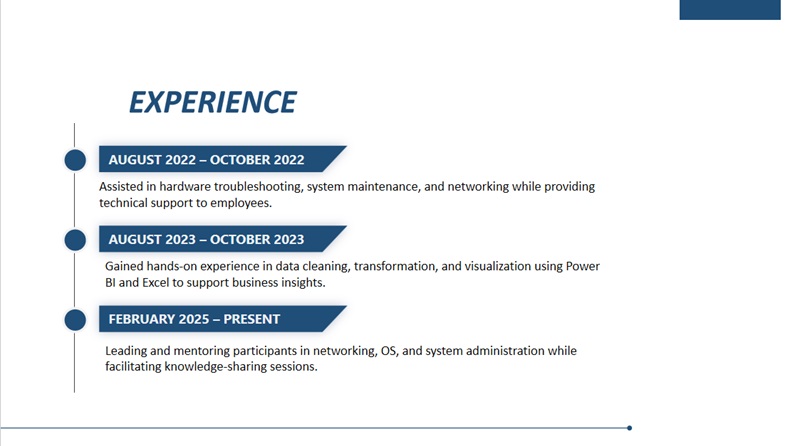 EXPERIENCE
AUGUST 2022 – OCTOBER 2022
Assisted in hardware troubleshooting, system maintenance, and networking while providing
technical support to employees.
AUGUST 2023 – OCTOBER 2023
Gained hands-on experience in data cleaning, transformation, and visualization using Power
BI and Excel to support business insights.
FEBRUARY 2025 – PRESENT
Leading and mentoring participants in networking, OS, and system administration while
facilitating knowledge-sharing sessions.